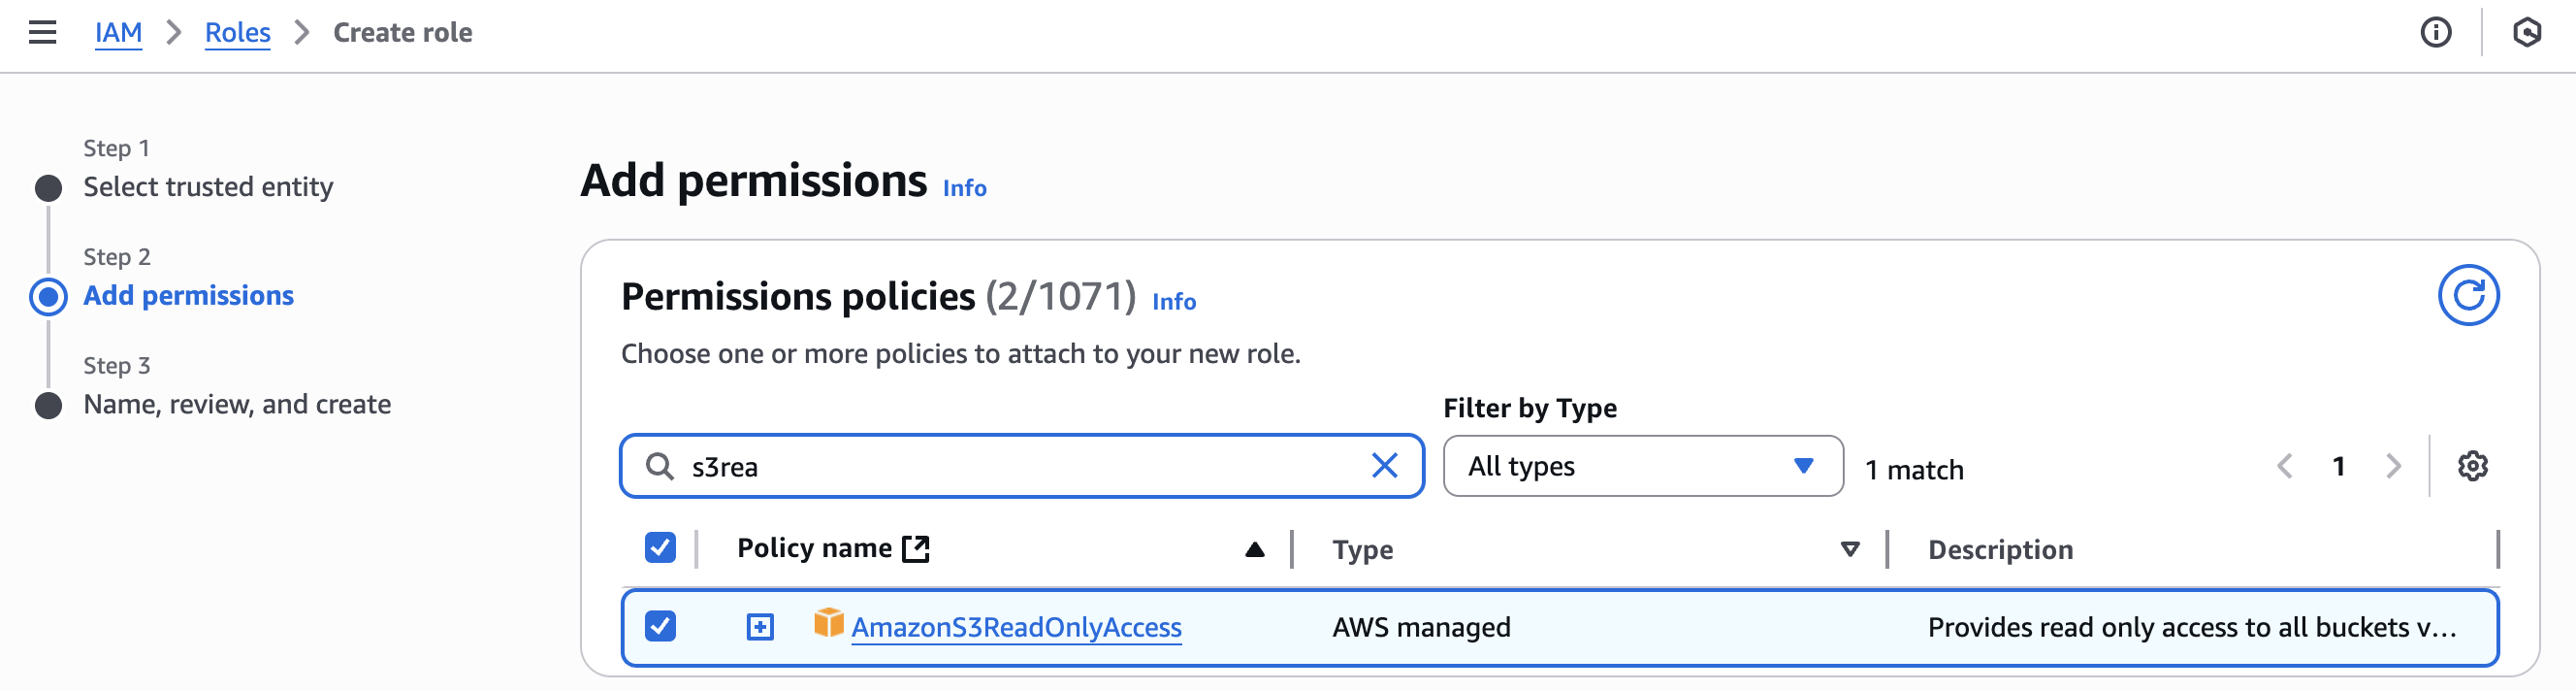 IAM > Roles > Create role
Step 1
Select trusted entity
Step 2
Add permissions
Step 3
Name, review, and create
Add permissions Info
Permissions policies (2/1071) Info
Choose one or more policies to attach to your new role.
Filter by Type
s3rea
All types
1 match
1
Policy name Type Description
AmazonS3ReadOnlyAccess AWS managed Provides read only access to all buckets v...